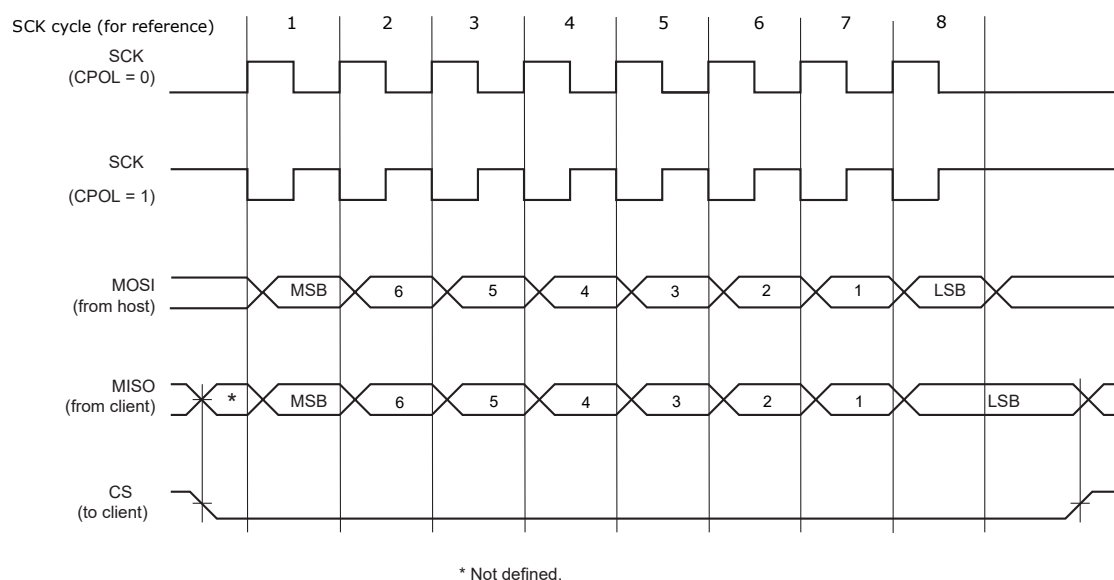 SCK cycle (for reference) 1 2 3 4 5 6 7 8
SCK
(CPOL = 0)
SCK
(CPOL = 1)
MOSI
(from host)
MSB 6 5 4 3 2 1 LSB
MISO
(from client)
* MSB 6 5 4 3 2 1 LSB
CS
(to client)
* Not defined.